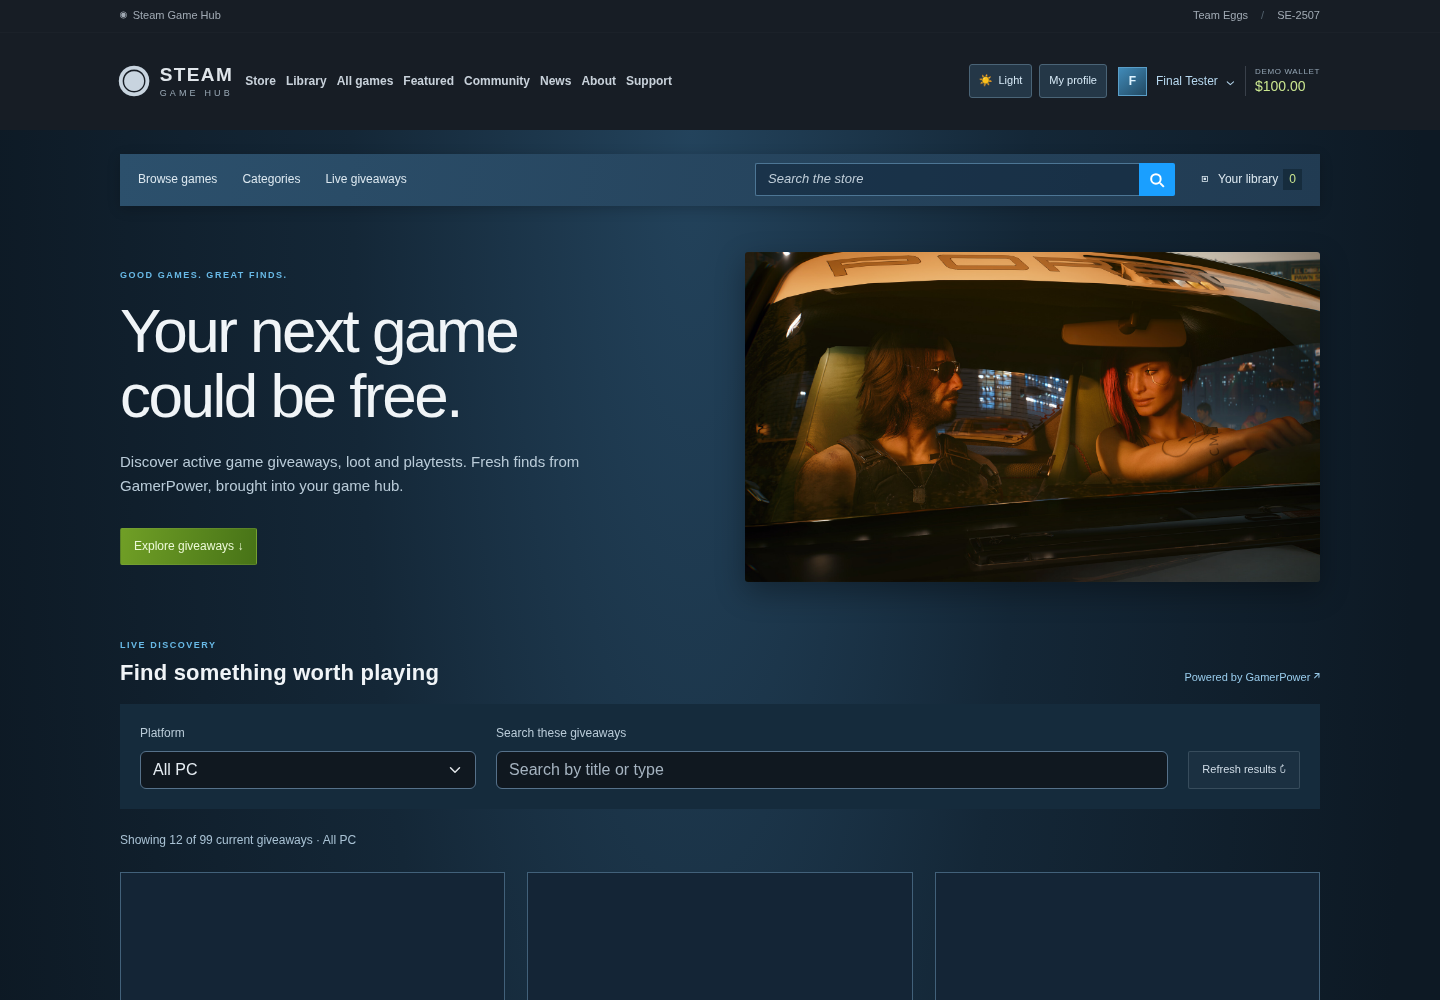 Steam Game Hub
Team Eggs / SE-2507
STEAM
GAME HUB
Store Library All games Featured Community News About Support
Light
My profile
F
Final Tester
DEMO WALLET
$100.00
Browse games Categories Live giveaways
Search the store
Your library 0
GOOD GAMES. GREAT FINDS.
Your next game
could be free.
Discover active game giveaways, loot and playtests. Fresh finds from
GamerPower, brought into your game hub.
Explore giveaways ↓
LIVE DISCOVERY
Find something worth playing
Powered by GamerPower ↗
Platform
Search these giveaways
All PC
Search by title or type
Refresh results ↻
Showing 12 of 99 current giveaways · All PC